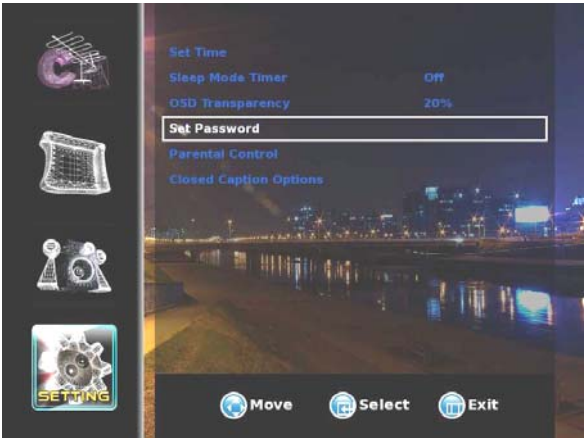 Set Time
Sleep Mode Timer Off
OSD Transparency 20%
Set Password
Parental Control
Closed Caption Options
SETTING
Move Select Exit